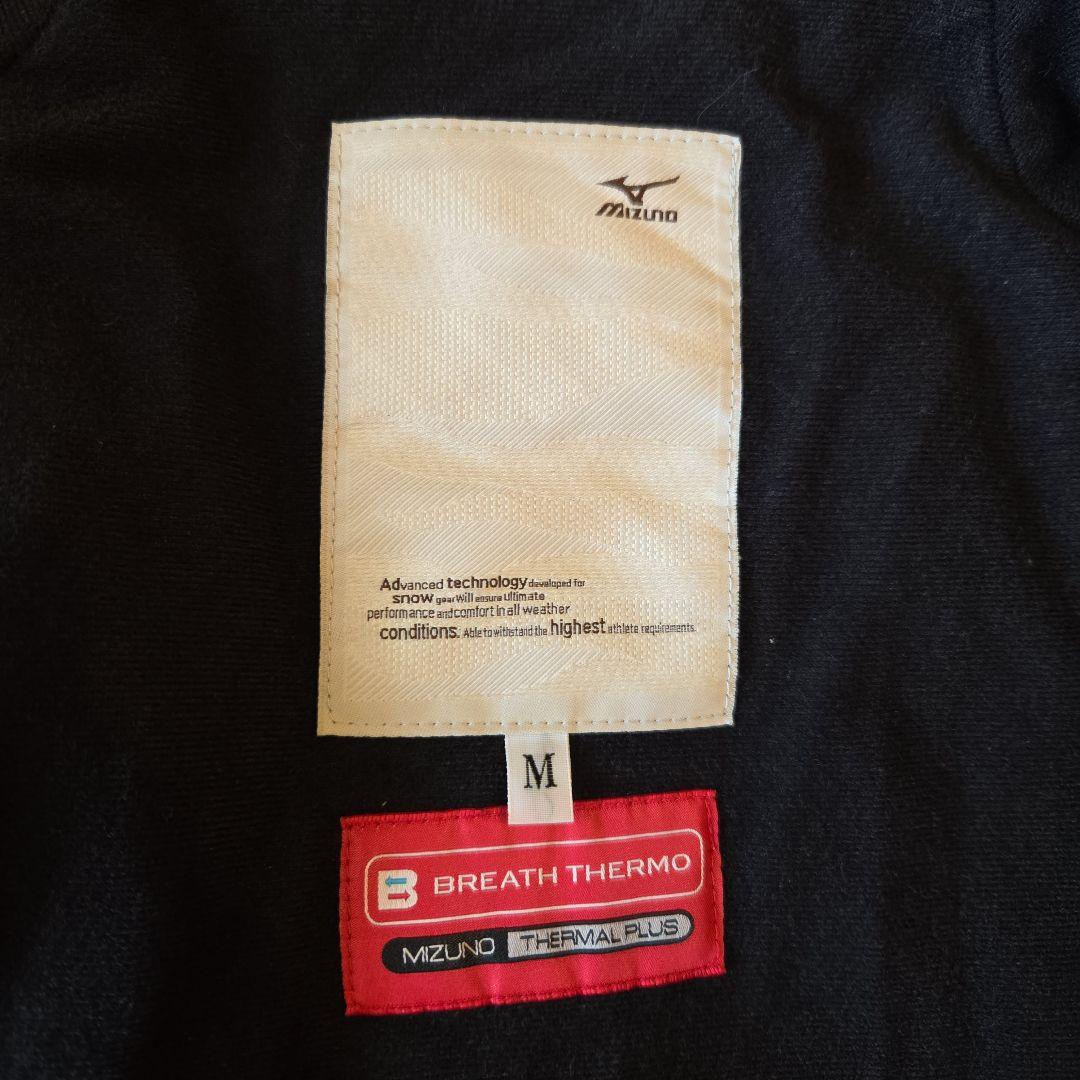 Mizuno
Advanced technology developed for
snow gear Will ensure Ultimate
performance and comfort in all weather
conditions. Able to withstand the highest athlete requirements.
M
B BREATH THERMO
MIZUNO THERMAL PLUS